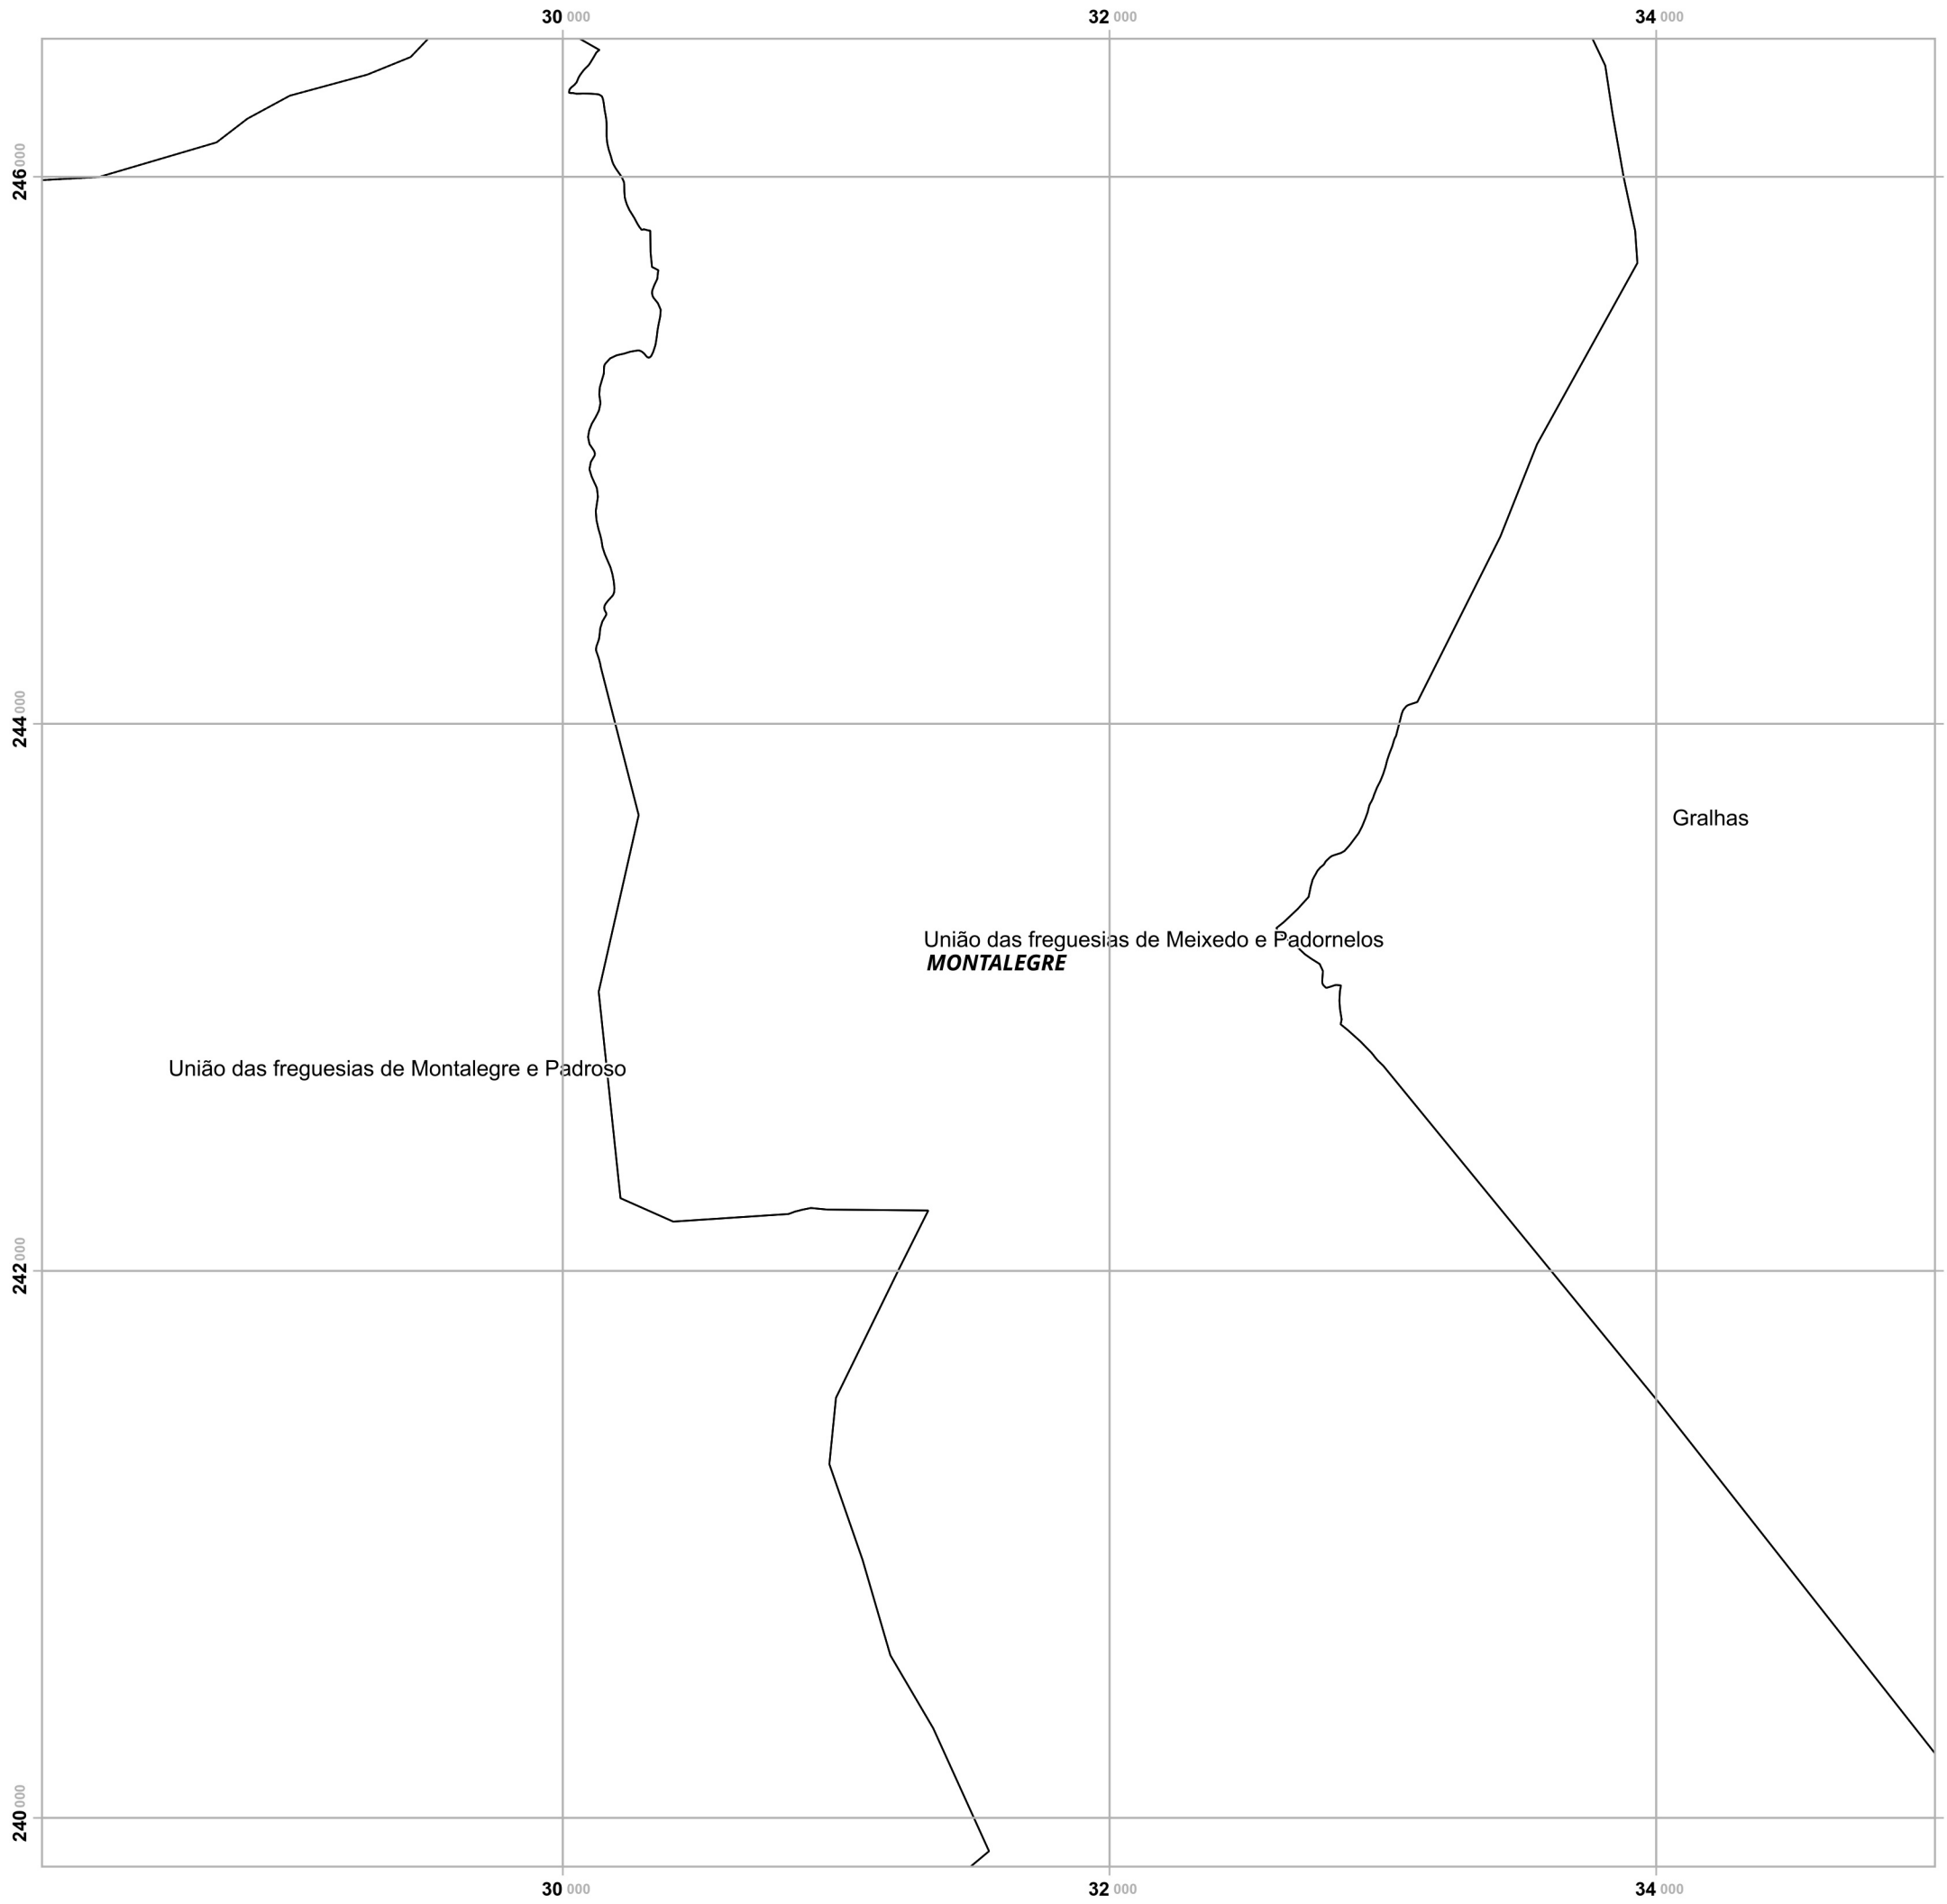 30 000 32 000 34 000
246 000
244 000
Gralhas
União das freguesias de Meixedo e Padornelos
MONTALEGRE
União das freguesias de Montalegre e Padroso
242 000
240 000
30 000 32 000 34 000